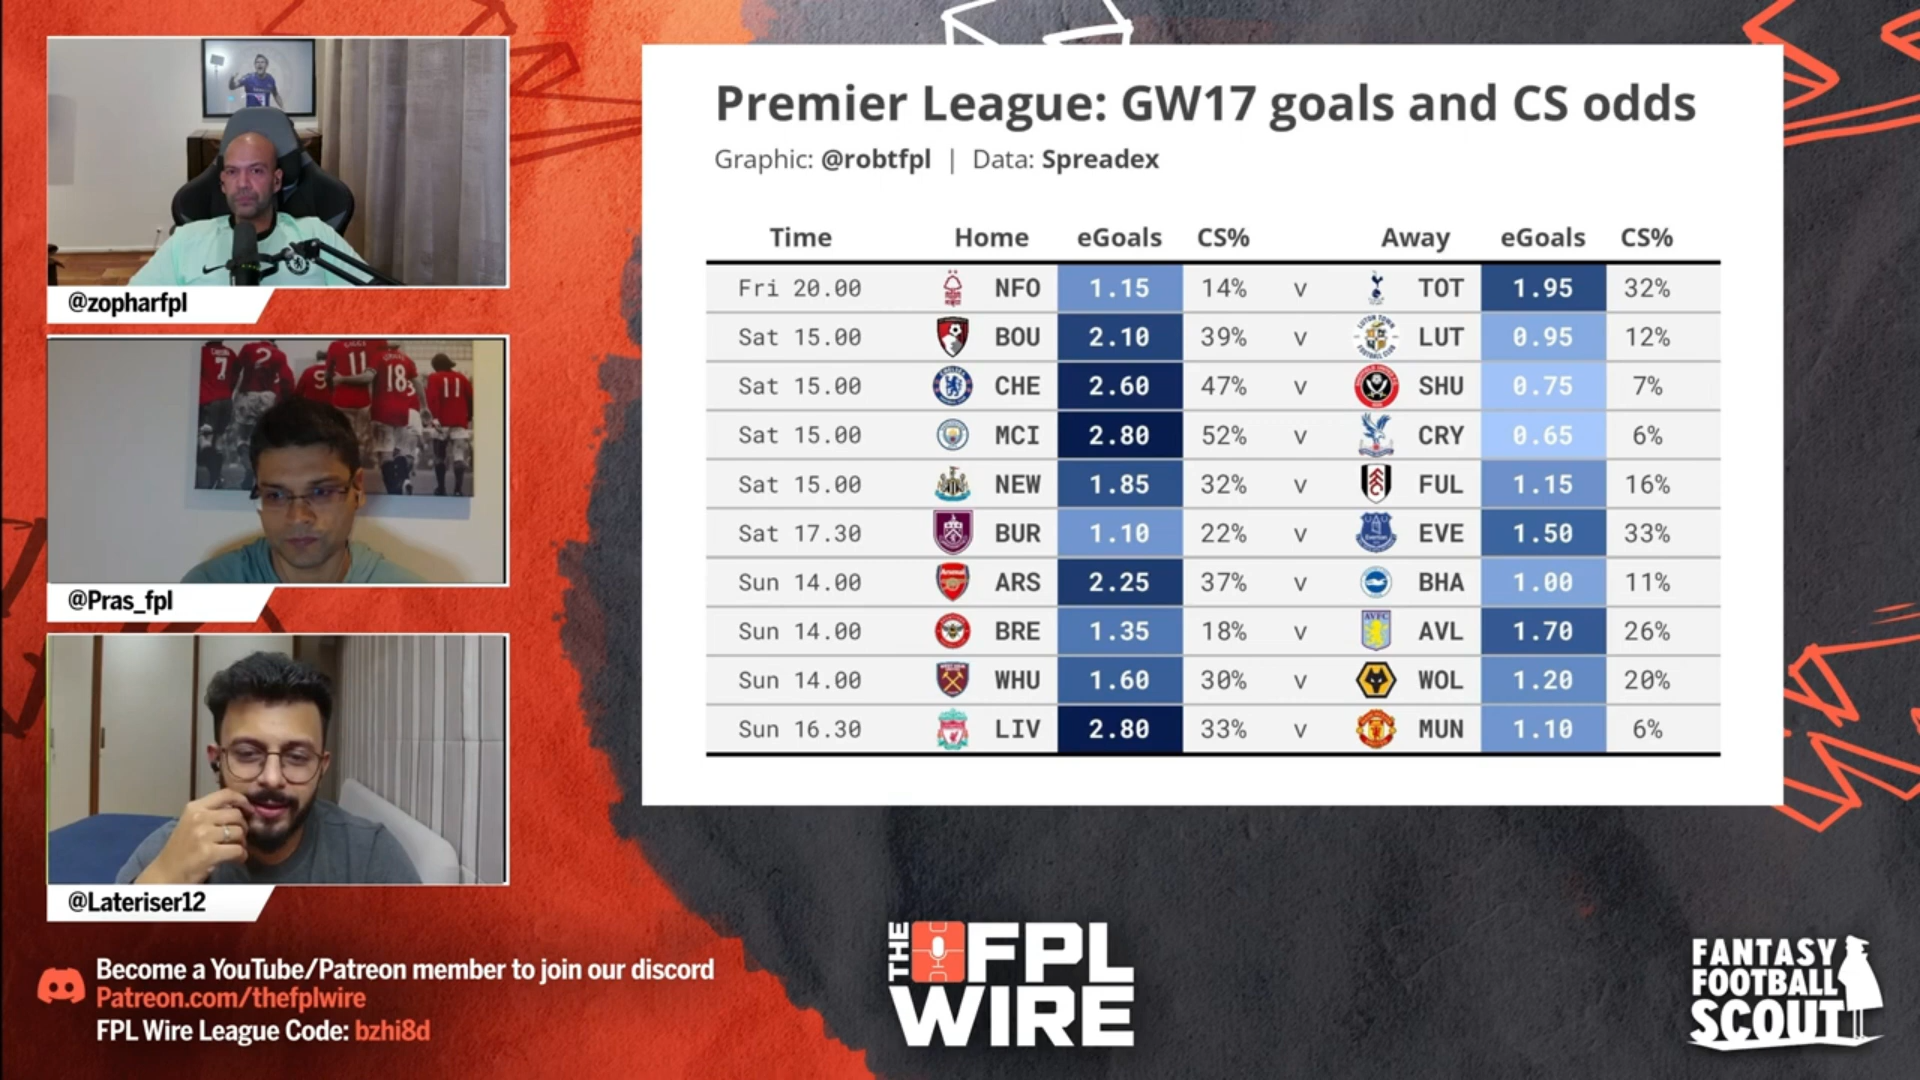 @zopharfpl
@Pras_fpl
@Lateriser12
Become a YouTube/Patreon member to join our discord
Patreon.com/thefplwire
FPL Wire League Code: bzhi8d
Premier League: GW17 goals and CS odds
Graphic: @robtfpl | Data: Spreadex
Time Home eGoals CS% Away eGoals CS%
Fri 20.00 NFO 1.15 14% v TOT 1.95 32%
Sat 15.00 BOU 2.10 39% v LUT 0.95 12%
Sat 15.00 CHE 2.60 47% v SHU 0.75 7%
Sat 15.00 MCI 2.80 52% v CRY 0.65 6%
Sat 15.00 NEW 1.85 32% v FUL 1.15 16%
Sat 17.30 BUR 1.10 22% v EVE 1.50 33%
Sun 14.00 ARS 2.25 37% v BHA 1.00 11%
Sun 14.00 BRE 1.35 18% v AVL 1.70 26%
Sun 14.00 WHU 1.60 30% v WOL 1.20 20%
Sun 16.30 LIV 2.80 33% v MUN 1.10 6%
THE FPL
WIRE
FANTASY
FOOTBALL
SCOUT
7
2
9
11
18
11